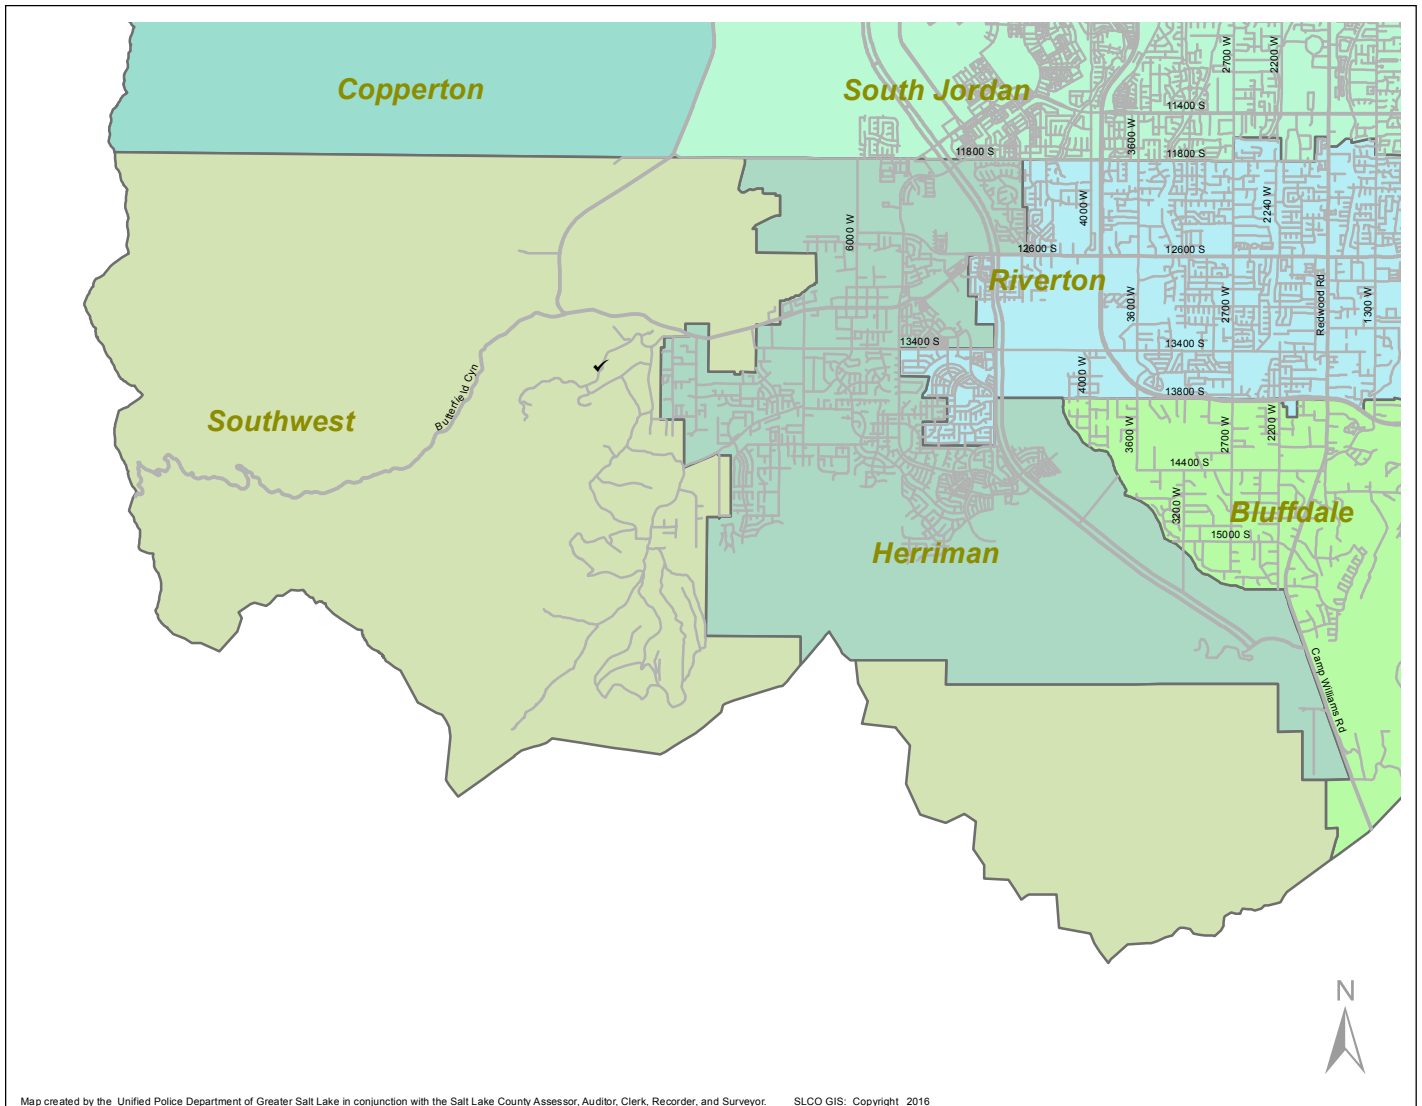 Copperton
South Jordan
2700 W
2200 W
11400 S
3600 W
11800 S
11800 S
4000 W
2240 W
6000 W
12600 S
12600 S
Riverton
3600 W
2700 W
Redwood Rd
1300 W
13400 S
13400 S
Butterfield Cyn
4000 W
13800 S
Southwest
3600 W
2700 W
2200 W
14400 S
3200 W
Bluffdale
15000 S
Herriman
Camp Williams Rd
N
Map created by the Unified Police Department of Greater Salt Lake in conjunction with the Salt Lake County Assessor, Auditor, Clerk, Recorder, and Surveyor. SLCO GIS: Copyright 2016